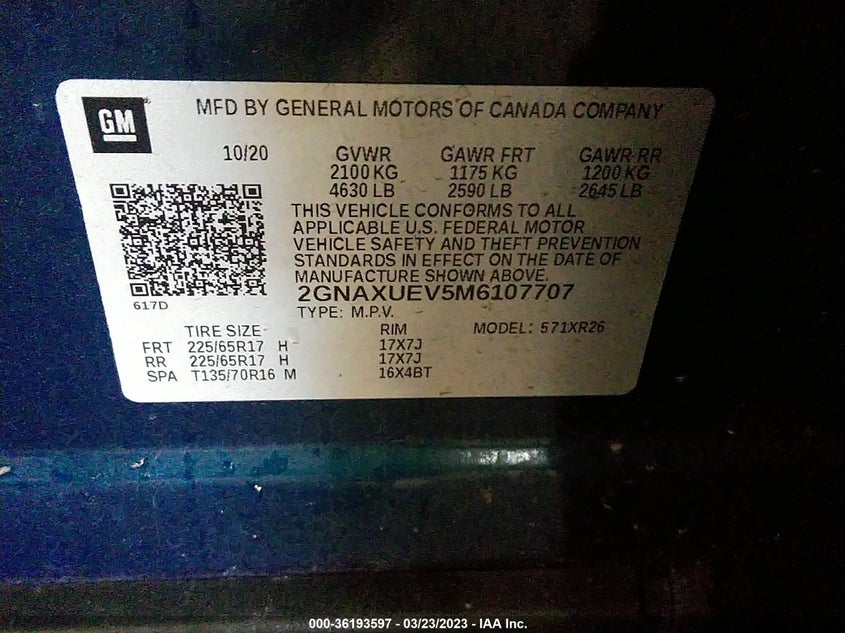 GM
MFD BY GENERAL MOTORS OF CANADA COMPANY
10/20 GVWR GAWR FRT GAWR RR
2100 KG 1175 KG 1200 KG
4630 LB 2590 LB 2645 LB
THIS VEHICLE CONFORMS TO ALL
APPLICABLE U.S. FEDERAL MOTOR
VEHICLE SAFETY AND THEFT PREVENTION
STANDARDS IN EFFECT ON THE DATE OF
MANUFACTURE SHOWN ABOVE.
2GNAXUEV5M6107707
617D
TYPE: M.P.V.
TIRE SIZE RIM MODEL: 571XR26
FRT 225/65R17 H 17X7J
RR 225/65R17 H 17X7J
SPA T135/70R16 M 16X4BT
000-36193597 - 03/23/2023 - IAA Inc.